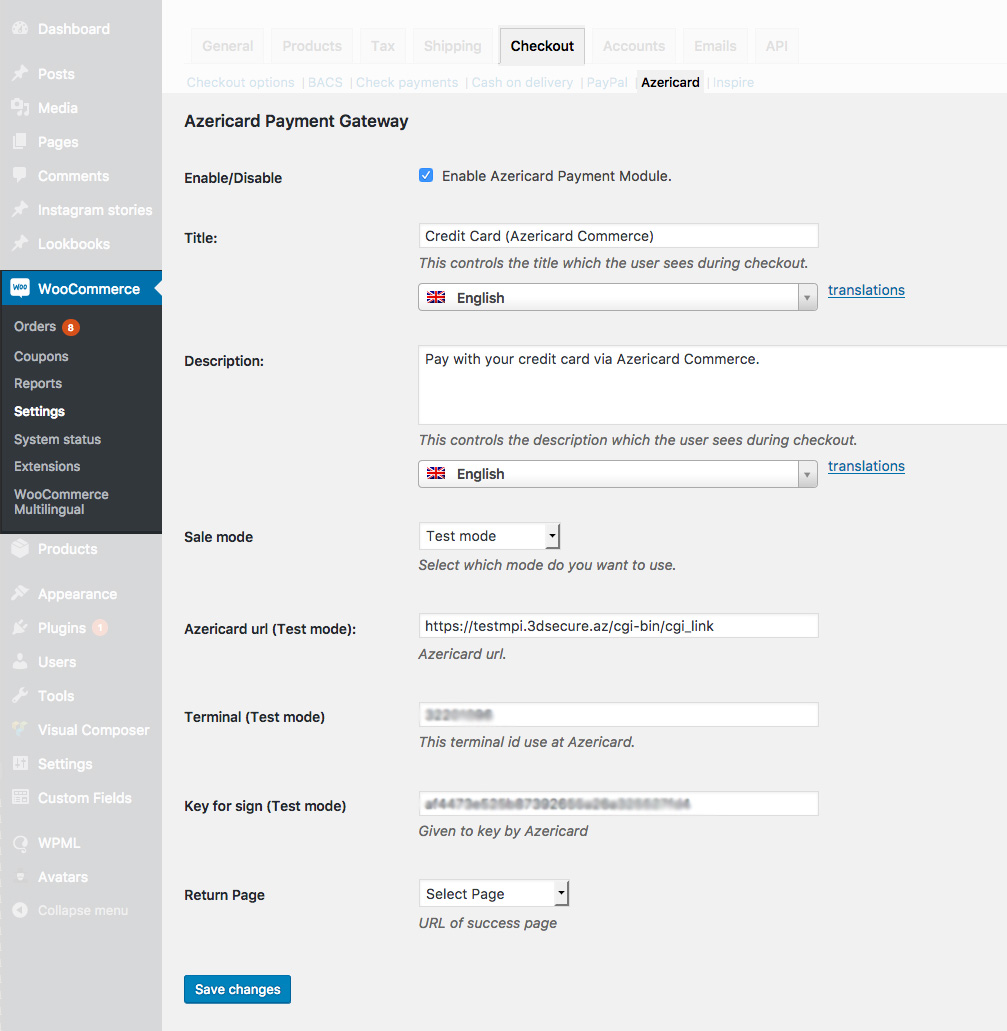 Dashboard
Posts
Media
Pages
Comments
Instagram stories
Lookbooks
WooCommerce
Orders 8
Coupons
Reports
Settings
System status
Extensions
WooCommerce
Multilingual
Products
Appearance
Plugins 1
Users
Tools
Visual Composer
Settings
Custom Fields
WPML
Avatars
Collapse menu
General Products Tax Shipping Checkout Accounts Emails API
Checkout options | BACS | Check payments | Cash on delivery | PayPal | Azericard | Inspire
Azericard Payment Gateway
Enable/Disable Enable Azericard Payment Module.
Title: Credit Card (Azericard Commerce)
This controls the title which the user sees during checkout.
English translations
Description: Pay with your credit card via Azericard Commerce.
This controls the description which the user sees during checkout.
English translations
Sale mode Test mode
Select which mode do you want to use.
Azericard url (Test mode): https://testmpi.3dsecure.az/cgi-bin/cgi_link
Azericard url.
Terminal (Test mode)
This terminal id use at Azericard.
Key for sign (Test mode)
Given to key by Azericard
Return Page Select Page
URL of success page
Save changes